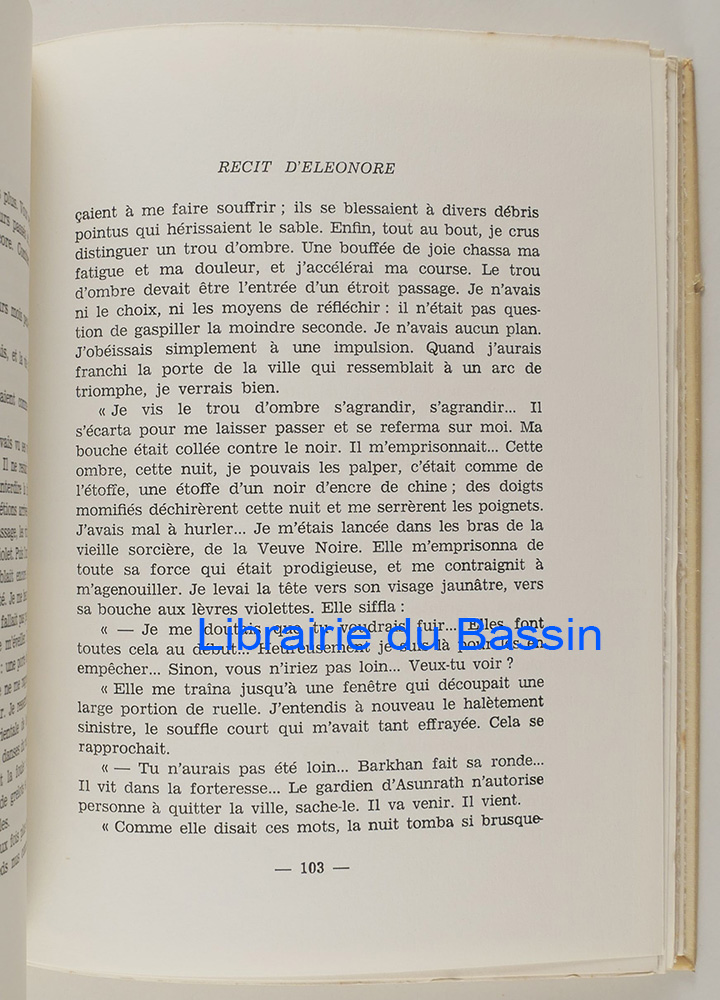 RECIT D'ELEONORE
çaient à me faire souffrir ; ils se blessaient à divers débris
pointus qui hérissaient le sable. Enfin, tout au bout, je crus
distinguer un trou d'ombre. Une bouffée de joie chassa ma
fatigue et ma douleur, et j'accélérai ma course. Le trou
d'ombre devait être l'entrée d'un étroit passage. Je n'avais
ni le choix, ni les moyens de réfléchir : il n'était pas ques-
tion de gaspiller la moindre seconde. Je n'avais aucun plan.
J'obéissais simplement à une impulsion. Quand j'aurais
franchi la porte de la ville qui ressemblait à un arc de
triomphe, je verrais bien.
« Je vis le trou d'ombre s'agrandir, s'agrandir... Il
s'écarta pour me laisser passer et se referma sur moi. Ma
bouche était collée contre le noir. Il m'emprisonnait... Cette
ombre, cette nuit, je pouvais les palper, c'était comme de
l'étoffe, une étoffe d'un noir d'encre de chine ; des doigts
momifiés déchirèrent cette nuit et me serrèrent les poignets.
J'avais mal à hurler... Je m'étais lancée dans les bras de la
vieille sorcière, de la Veuve Noire. Elle m'emprisonna de
toute sa force qui était prodigieuse, et me contraignit à
m'agenouiller. Je levai la tête vers son visage jaunâtre, vers
sa bouche aux lèvres violettes. Elle siffla :
« — Je me doutais que tu voudrais fuir... Elles font
toutes cela au début... Heureusement je suis là pour les en
empêcher... Sinon, vous n'iriez pas loin... Veux-tu voir ?
« Elle me traîna jusqu'à une fenêtre qui découpait une
large portion de ruelle. J'entendis à nouveau le halètement
sinistre, le souffle court qui m'avait tant effrayée. Cela se
rapprochait.
« — Tu n'aurais pas été loin... Barkhan fait sa ronde...
Il vit dans la forteresse... Le gardien d'Asunrath n'autorise
personne à quitter la ville, sache-le. Il va venir. Il vient.
« Comme elle disait ces mots, la nuit tomba si brusque-
— 103 —
Librairie du Bassin